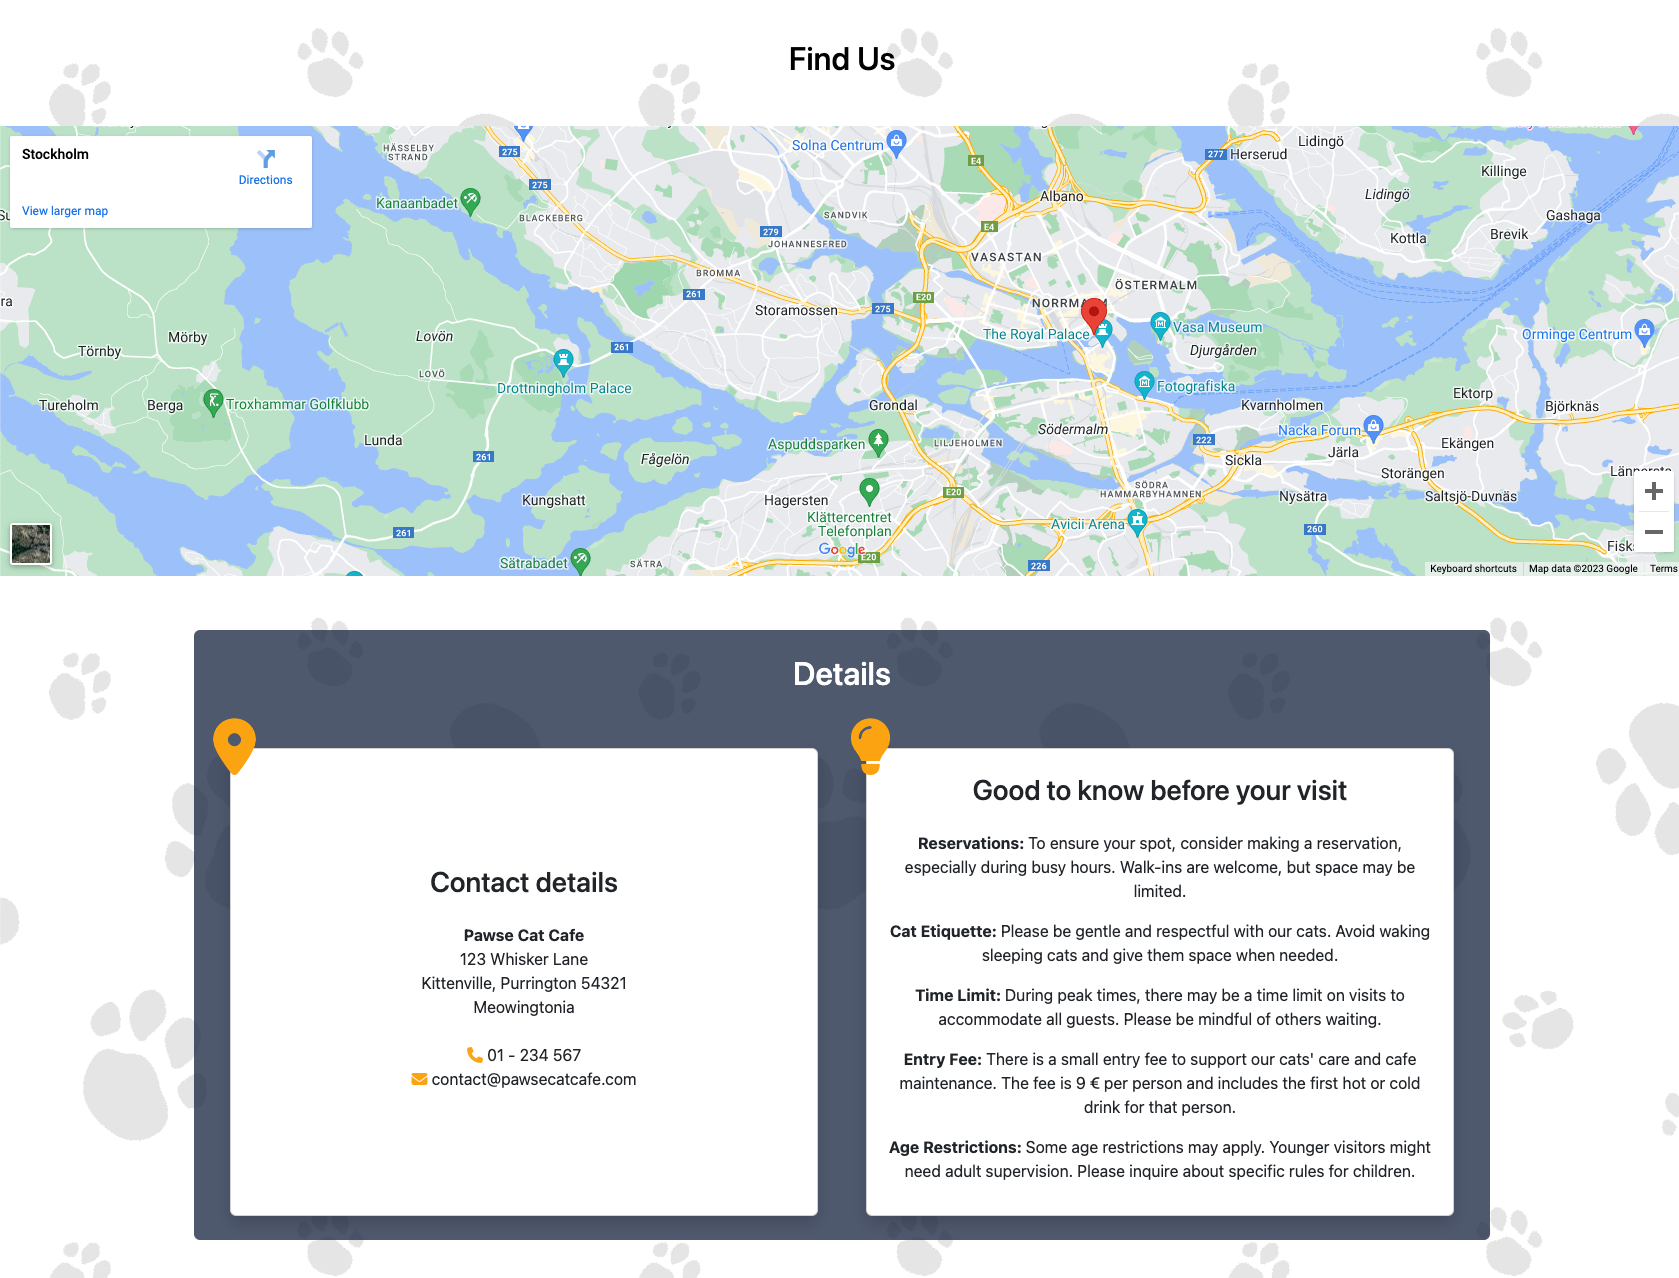 Find Us
Stockholm
Directions
View larger map
HÄSSELBY
STRAND
275
Solna Centrum
E4
277
Herserud
Lidingö
Killinge
275
Kanaanbadet
BLACKEBERG
SANDVIK
Albano
Lidingö
Gashaga
279
JOHANNESFRED
E4
VASASTAN
Kottla
Brevik
BROMMA
ÖSTERMALM
ra
261
Storamossen
275
E20
NORRMALM
The Royal Palace
Vasa Museum
Orminge Centrum
Mörby
Lovön
Törnby
261
Djurgården
LOVÖ
Drottningholm Palace
Fotografiska
Tureholm
Berga
Troxhammar Golfklubb
Grondal
Kvarnholmen
Ektorp
Björknäs
Lunda
Aspuddsparken
LILJEHOLMEN
Södermalm
222
Nacka Forum
Ekängen
261
Fågelön
Sickla
Järla
Storängen
Kungshatt
Hagersten
E20
SÖDRA
HAMMARBYHAMNEN
Nysätra
Saltsjö-Duvnäs
261
Klättercentret
Telefonplan
Avicii Arena
260
Google
E20
Sätrabadet
SÄTRA
226
Keyboard shortcuts
Map data ©2023 Google
Terms
Details
Contact details
Pawse Cat Cafe
123 Whisker Lane
Kittenville, Purrington 54321
Meowingtonia
01 - 234 567
contact@pawsecatcafe.com
Good to know before your visit
Reservations: To ensure your spot, consider making a reservation,
especially during busy hours. Walk-ins are welcome, but space may be
limited.
Cat Etiquette: Please be gentle and respectful with our cats. Avoid waking
sleeping cats and give them space when needed.
Time Limit: During peak times, there may be a time limit on visits to
accommodate all guests. Please be mindful of others waiting.
Entry Fee: There is a small entry fee to support our cats' care and cafe
maintenance. The fee is 9 € per person and includes the first hot or cold
drink for that person.
Age Restrictions: Some age restrictions may apply. Younger visitors might
need adult supervision. Please inquire about specific rules for children.